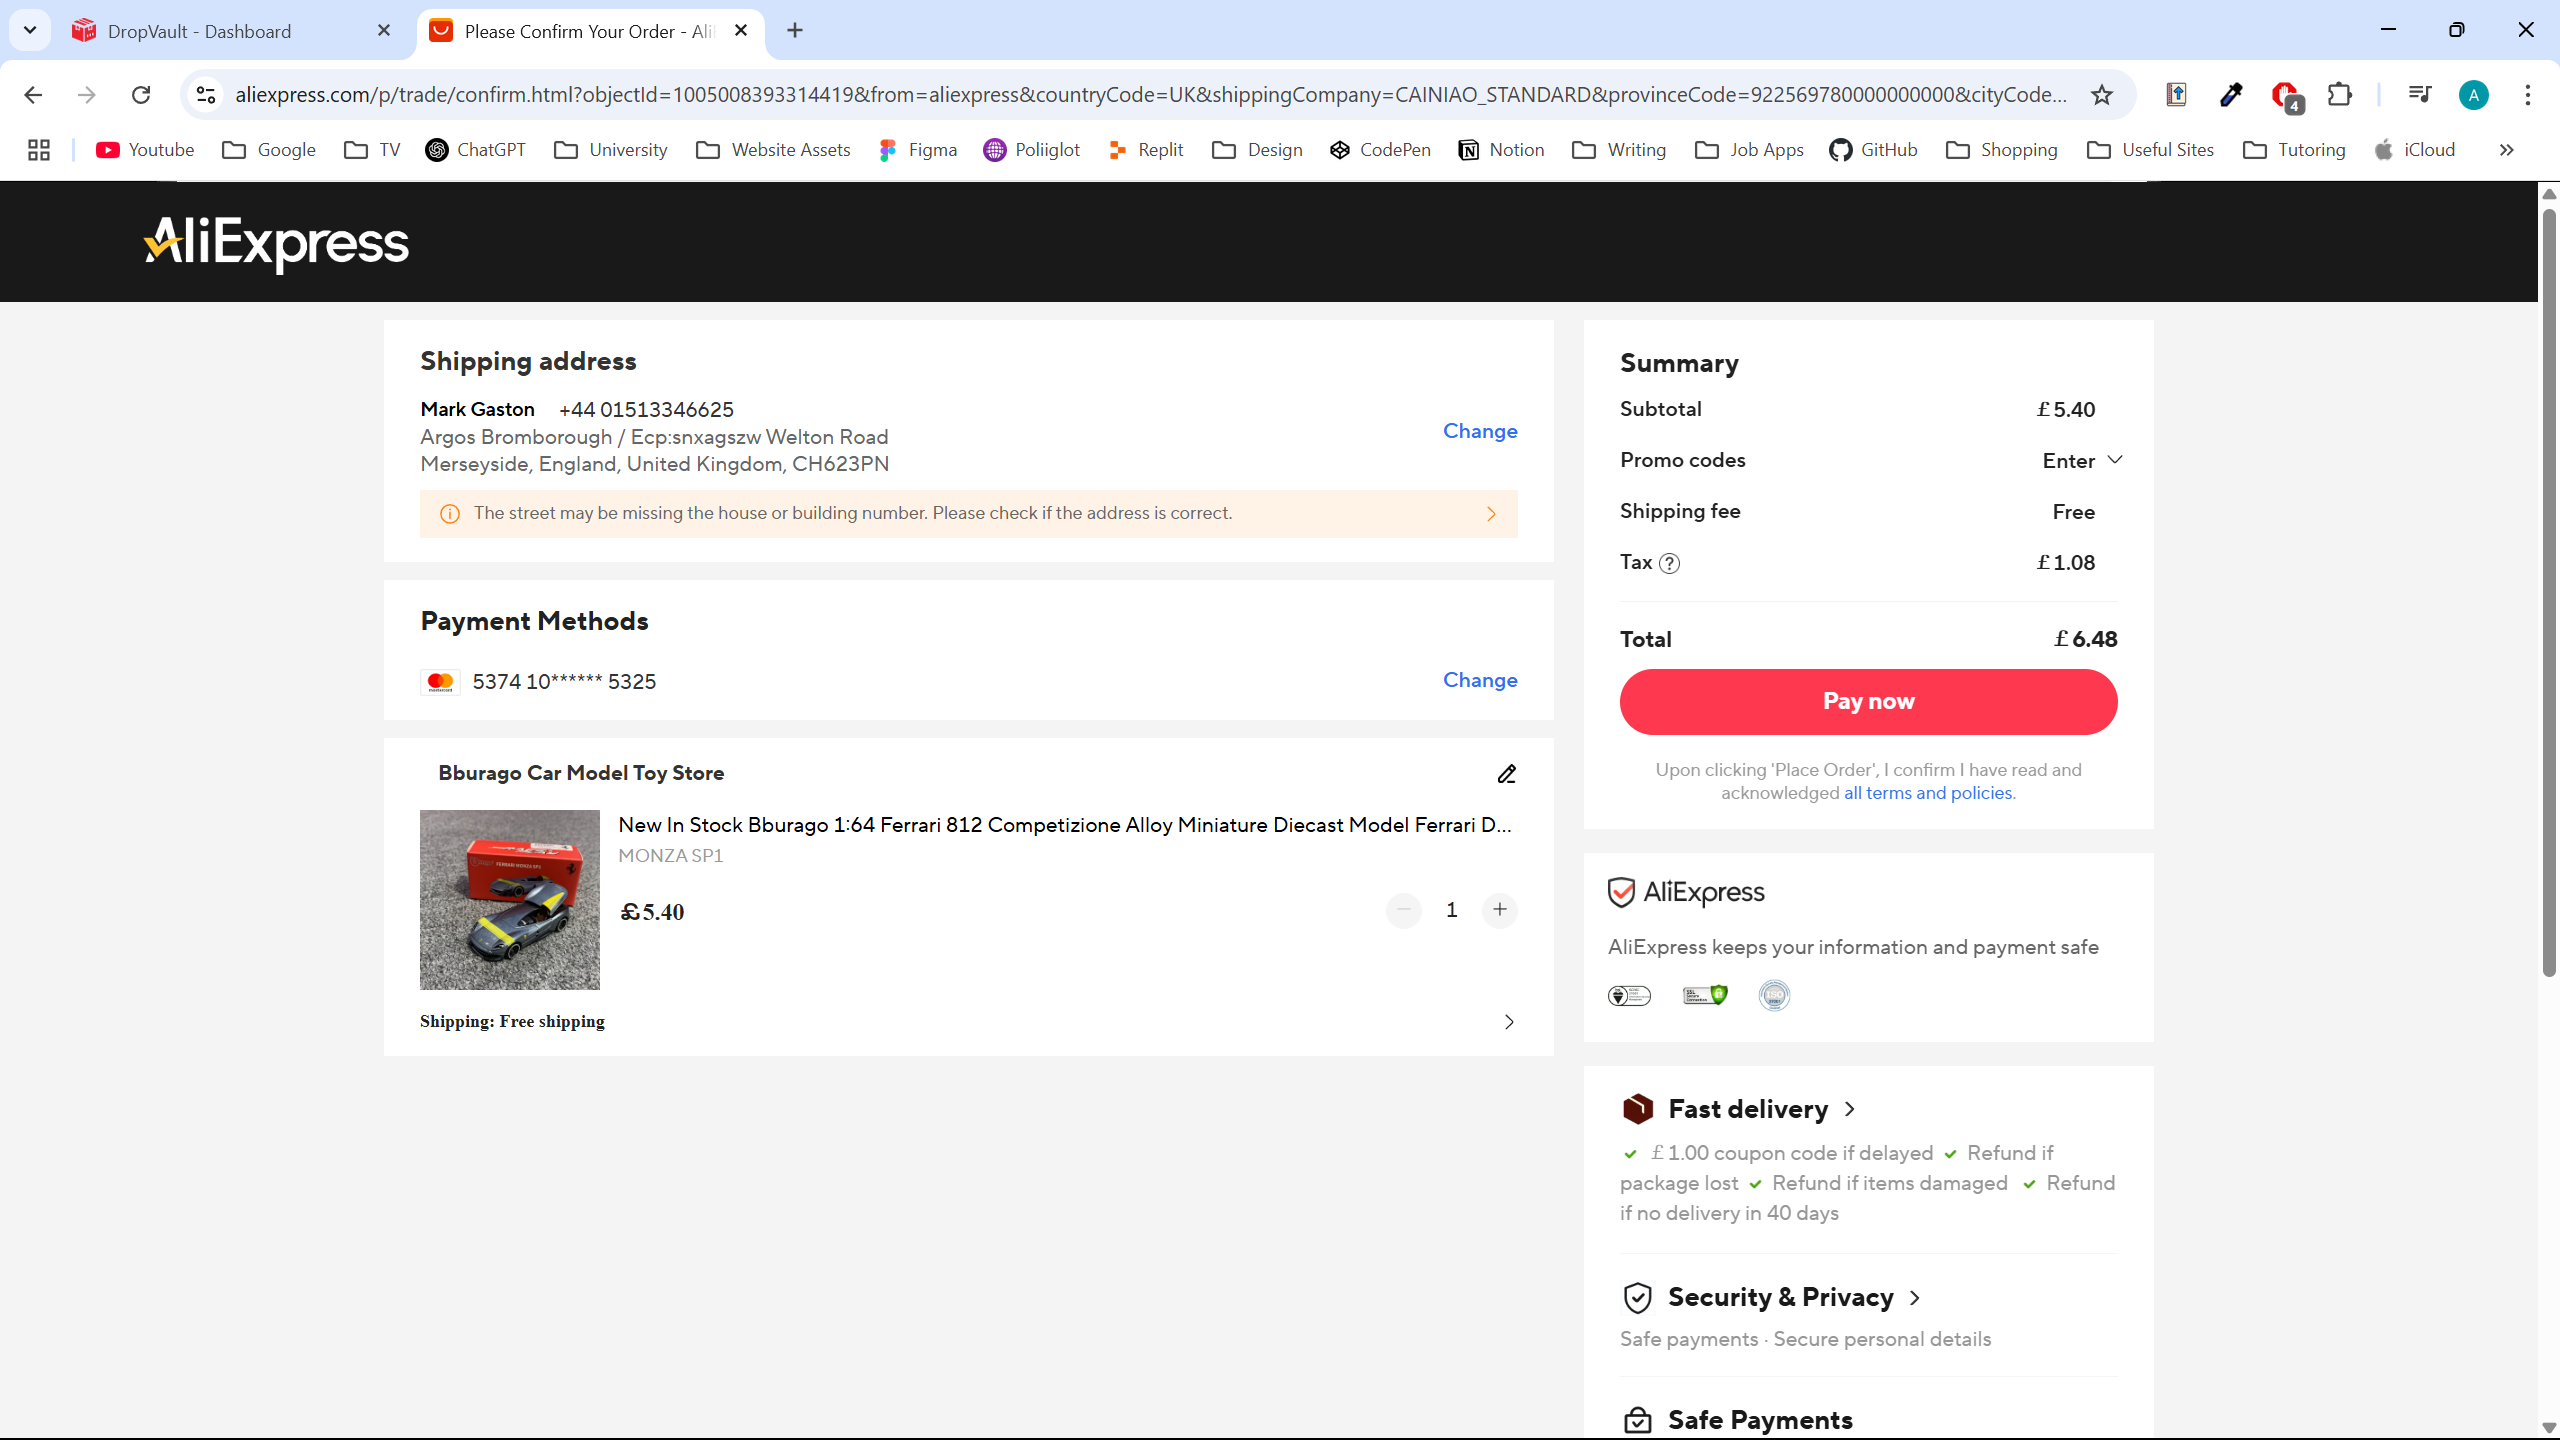 DropVault - Dashboard
Please Confirm Your Order - Ali
aliexpress.com/p/trade/confirm.html?objectId=1005008393314419&from=aliexpress&countryCode=UK&shippingCompany=CAINIAO_STANDARD&provinceCode=922569780000000000&cityCode...
4
A
Youtube
Google
TV
ChatGPT
University
Website Assets
Figma
Poliiglot
Replit
Design
CodePen
Notion
Writing
Job Apps
GitHub
Shopping
Useful Sites
Tutoring
iCloud
AliExpress
Shipping address
Mark Gaston +44 01513346625
Argos Bromborough / Ecp:snxagszw Welton Road
Merseyside, England, United Kingdom, CH623PN
Change
The street may be missing the house or building number. Please check if the address is correct.
Payment Methods
5374 10****** 5325
Change
Bburago Car Model Toy Store
New In Stock Bburago 1:64 Ferrari 812 Competizione Alloy Miniature Diecast Model Ferrari D...
MONZA SP1
£5.40
1
Shipping: Free shipping
Summary
Subtotal £5.40
Promo codes Enter
Shipping fee Free
Tax ? £1.08
Total £6.48
Pay now
Upon clicking 'Place Order', I confirm I have read and
acknowledged all terms and policies.
AliExpress
AliExpress keeps your information and payment safe
Fast delivery
£1.00 coupon code if delayed Refund if
package lost Refund if items damaged Refund
if no delivery in 40 days
Security & Privacy
Safe payments · Secure personal details
Safe Payments